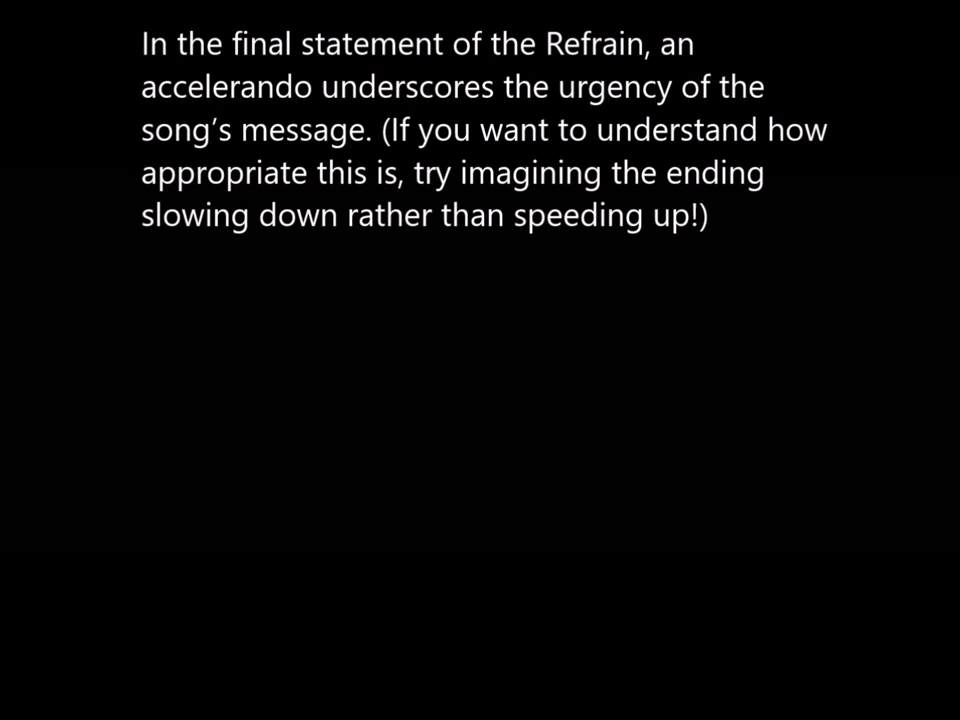 In the final statement of the Refrain, an
accelerando underscores the urgency of the
song’s message. (If you want to understand how
appropriate this is, try imagining the ending
slowing down rather than speeding up!)